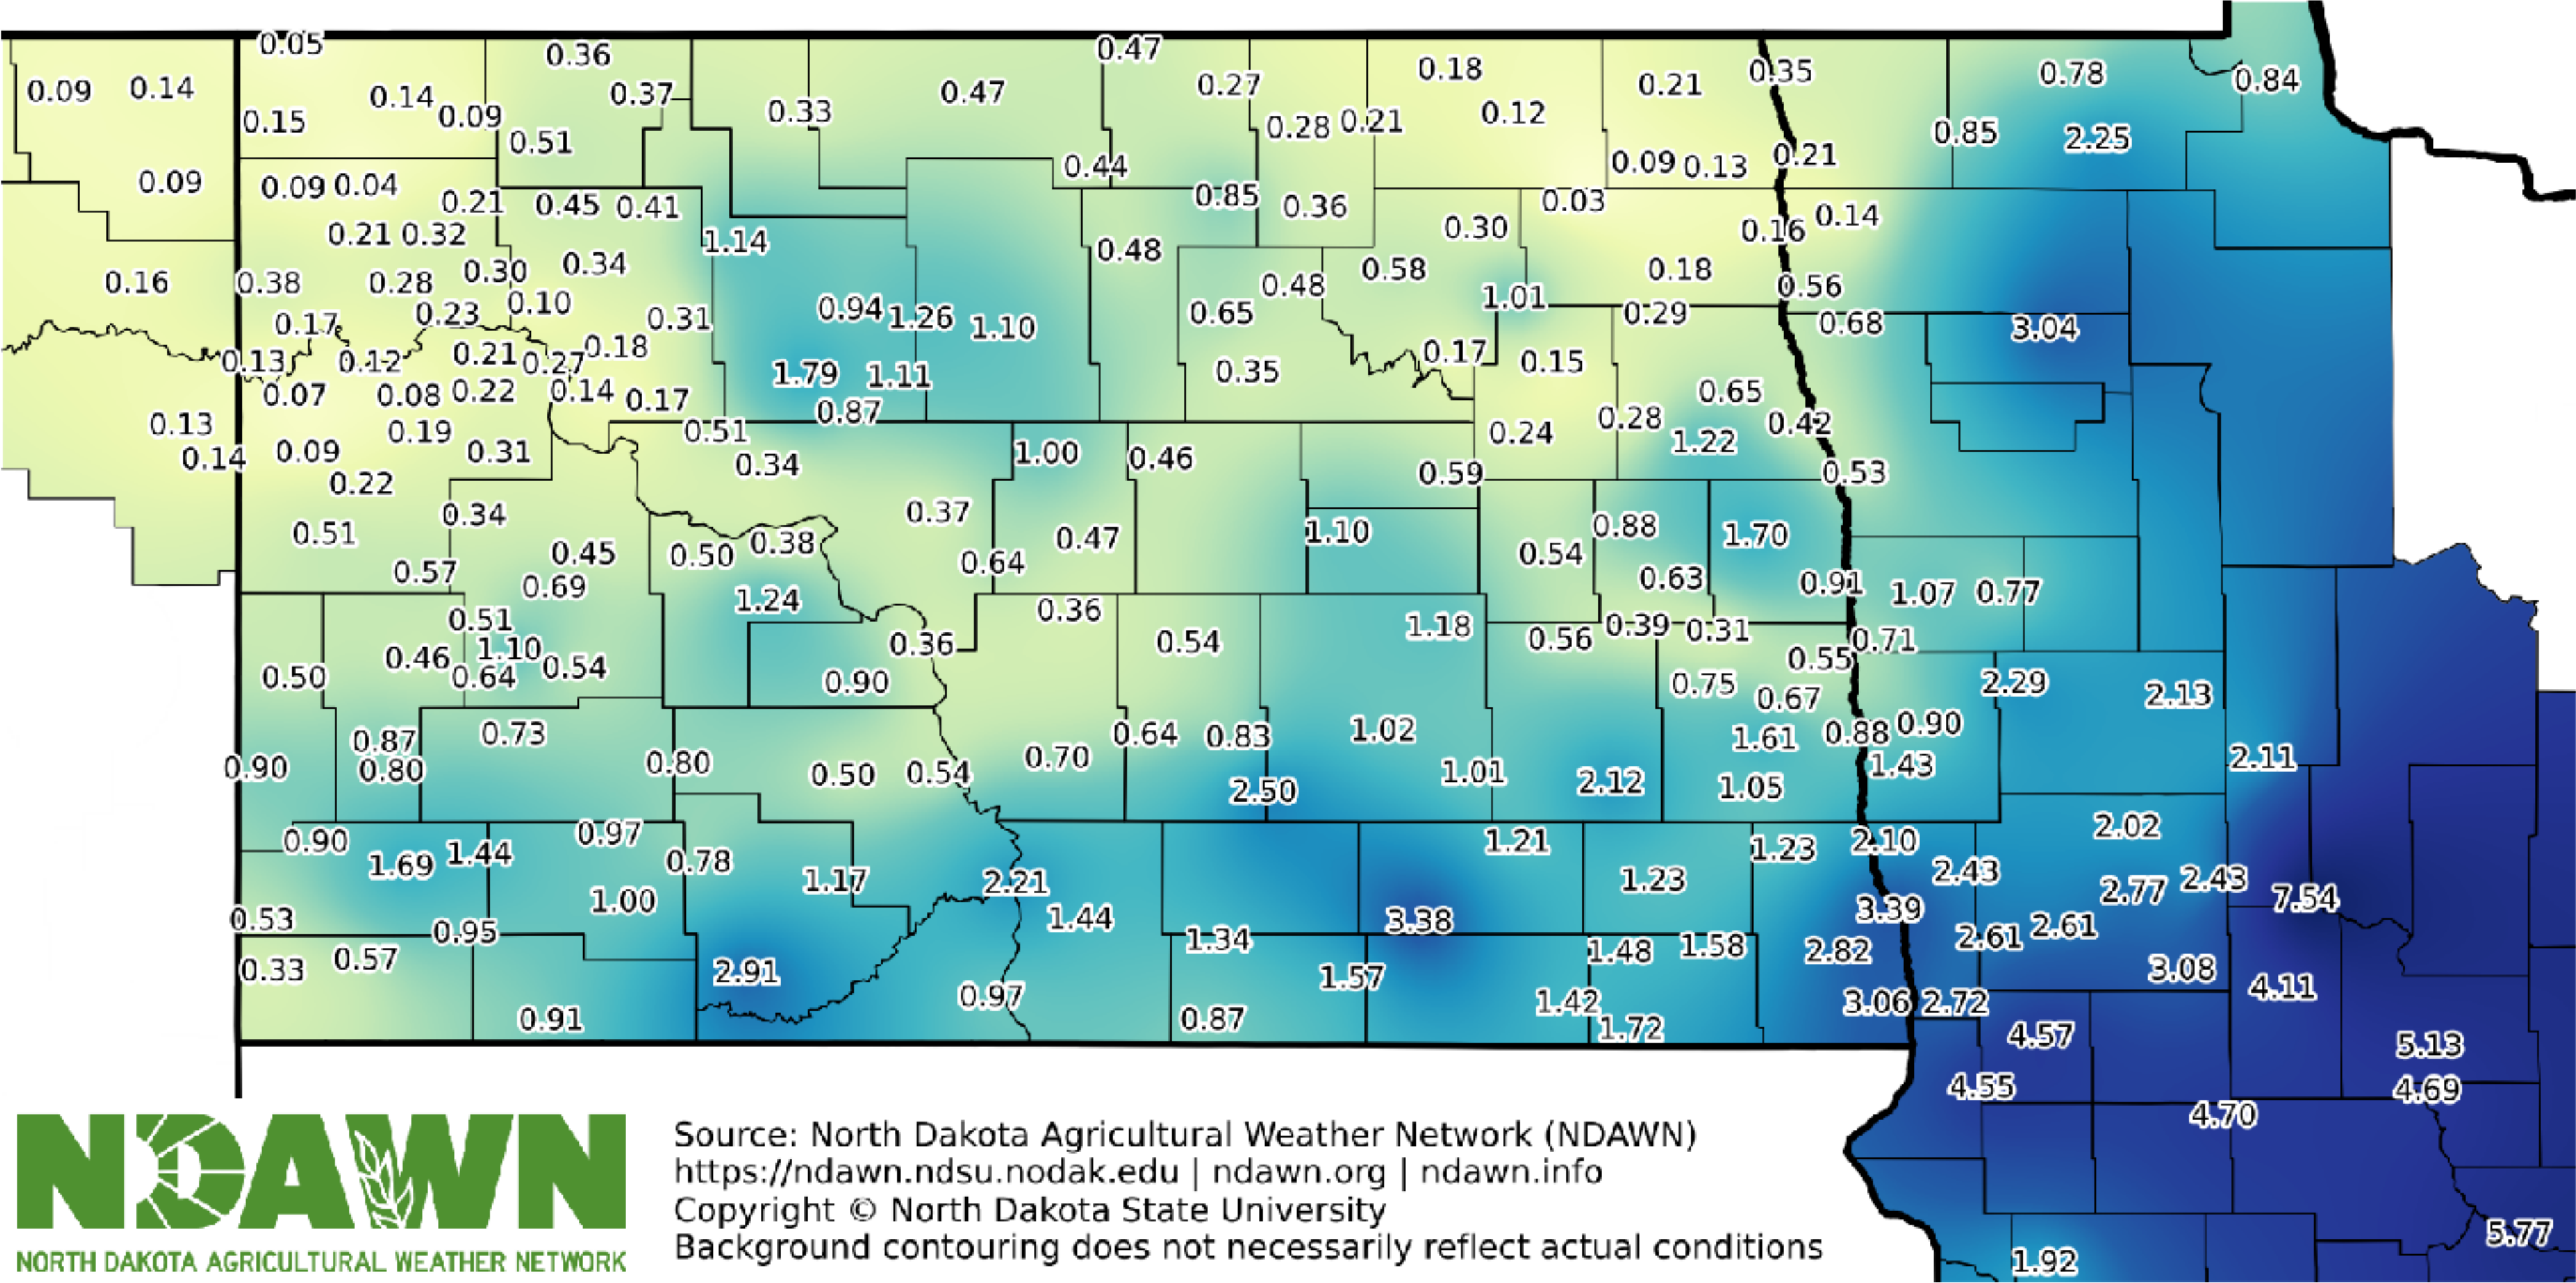 0.05
0.36
0.47
0.09 0.14 0.14 0.09 0.37 0.33 0.47 0.27 0.18 0.21 0.35 0.78 0.84
0.15 0.51 0.28 0.21 0.12 0.85 2.25
0.09 0.09 0.04 0.44 0.09 0.13 0.21
0.21 0.45 0.41 0.85 0.36 0.03
0.21 0.32 1.14 0.48 0.30 0.16 0.14
0.16 0.38 0.28 0.30 0.34 0.48 0.58 0.18 0.56
0.17 0.23 0.10 0.31 0.94 1.26 1.10 0.65 1.01 0.29 0.68 3.04
0.13 0.12 0.21 0.27 0.18 0.17 0.15
0.07 0.08 0.22 0.14 0.17 1.79 1.11 0.35 0.65
0.13 0.19 0.51 0.87 0.24 0.28 1.22 0.42
0.14 0.09 0.31 0.34 1.00 0.46 0.59 0.53
0.22
0.51 0.34 0.37 1.10 0.88 1.70
0.45 0.50 0.38 0.64 0.47 0.54
0.57 0.69 1.24 0.63 0.91 1.07 0.77
0.51 0.36 1.18 0.56 0.39 0.31 0.71
0.50 0.46 1.10 0.64 0.54 0.90 0.36 0.54 0.75 0.67 0.55 2.29 2.13
0.87 0.73 0.64 0.83 1.02 1.61 0.88 0.90
0.90 0.80 0.80 0.50 0.54 0.70 2.50 1.01 2.12 1.05 1.43 2.11
0.90 0.97 1.21 1.23 2.10 2.02
1.69 1.44 0.78 1.17 2.21 1.23 2.43 2.77 2.43 7.54
0.53 1.00 1.44 3.38 3.39
0.95 1.34 1.48 1.58 2.82 2.61 2.61
0.33 0.57 2.91 0.97 1.57 3.08 4.11
0.91 0.87 1.42 1.72 3.06 2.72
4.57 5.13
4.55 4.69
4.70
5.77
1.92
NDAWN
NORTH DAKOTA AGRICULTURAL WEATHER NETWORK
Source: North Dakota Agricultural Weather Network (NDAWN)
https://ndawn.ndsu.nodak.edu | ndawn.org | ndawn.info
Copyright © North Dakota State University
Background contouring does not necessarily reflect actual conditions